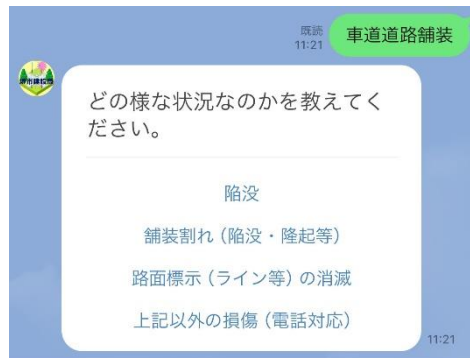 既読
11:21
車道道路舗装
どの様な状況なのかを教えてく
ださい。
陥没
舗装割れ（陥没・隆起等）
路面標示（ライン等）の消滅
上記以外の損傷（電話対応）
11:21